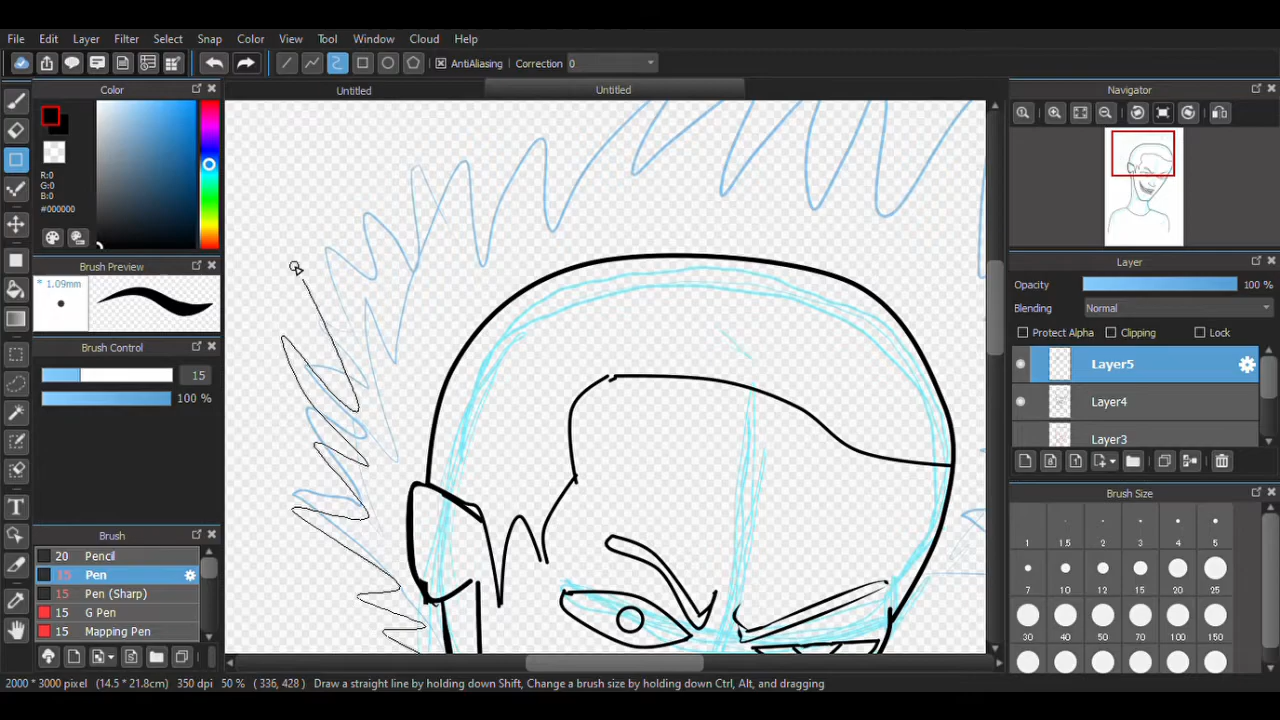 File Edit Layer Filter Select Snap Color View Tool Window Cloud Help
AntiAliasing Correction 0
Color
Untitled
Untitled
Navigator
R:0
G:0
B:0
#000000
Brush Preview
* 1.09mm
Brush Control
15
100 %
Layer
Opacity 100 %
Blending Normal
Protect Alpha Clipping Lock
Layer5
Layer4
Layer3
Brush
20 Pencil
15 Pen
15 Pen (Sharp)
15 G Pen
15 Mapping Pen
Brush Size
1 1.5 2 3 4 5
7 10 12 15 20 25
30 40 50 70 100 150
2000 * 3000 pixel (14.5 * 21.8cm) 350 dpi 50 % ( 336, 428 ) Draw a straight line by holding down Shift, Change a brush size by holding down Ctrl, Alt, and dragging